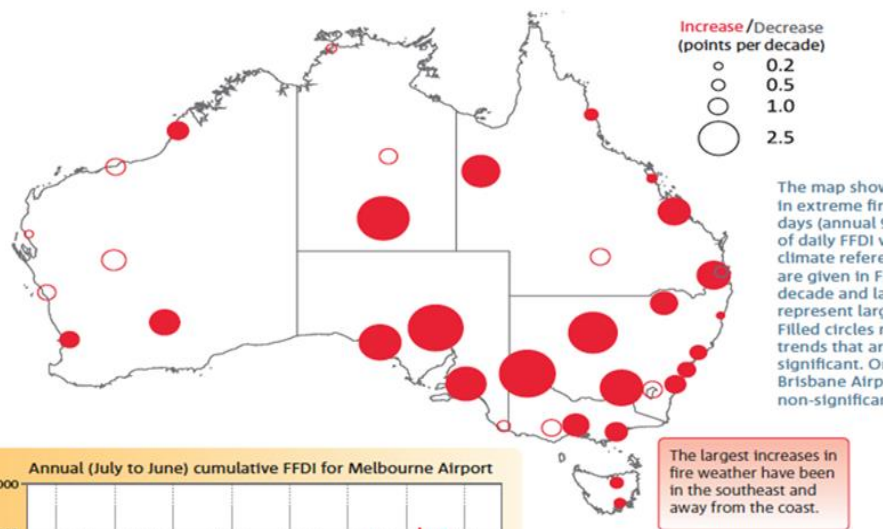 Increase/Decrease
(points per decade)
0.2
0.5
1.0
2.5
The map show
in extreme fir
days (annual
of daily FFDI
climate refere
are given in F
decade and la
represent larg
Filled circles
trends that ar
significant. O
Brisbane Airp
non-significan
The largest increases in
fire weather have been
in the southeast and
away from the coast.
Annual (July to June) cumulative FFDI for Melbourne Airport
000